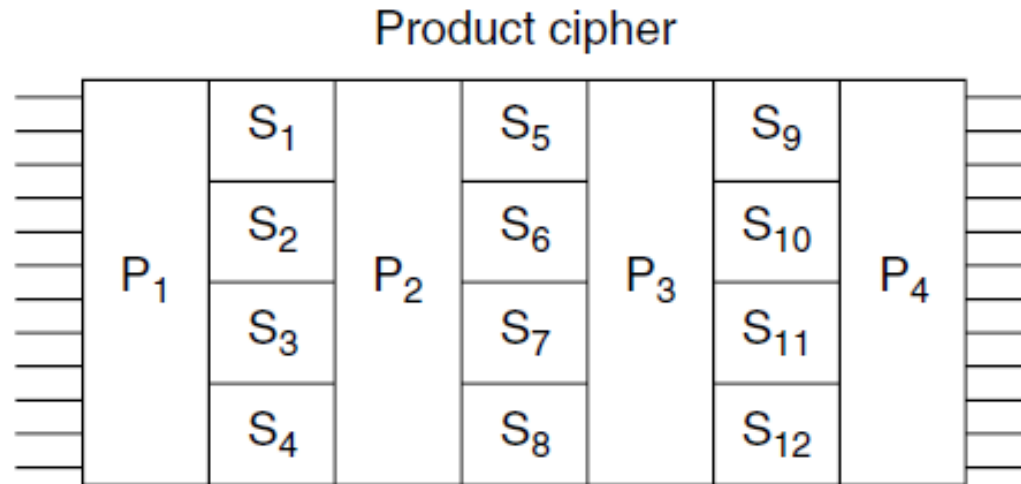 Product cipher
S₁ S₅ S₉
S₂ S₆ S₁₀
P₁ P₂ P₃ P₄
S₃ S₇ S₁₁
S₄ S₈ S₁₂